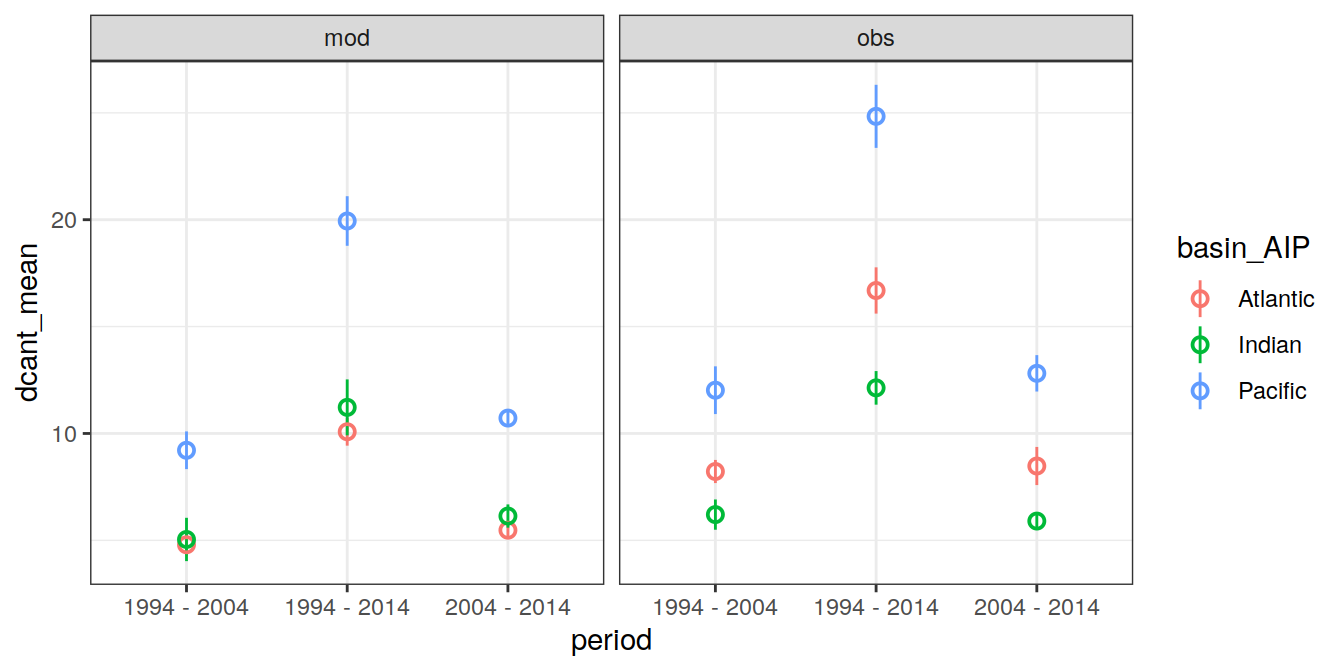 mod
obs
dcant_mean
20
10
1994 - 2004
1994 - 2014
2004 - 2014
1994 - 2004
1994 - 2014
2004 - 2014
period
basin_AIP
Atlantic
Indian
Pacific